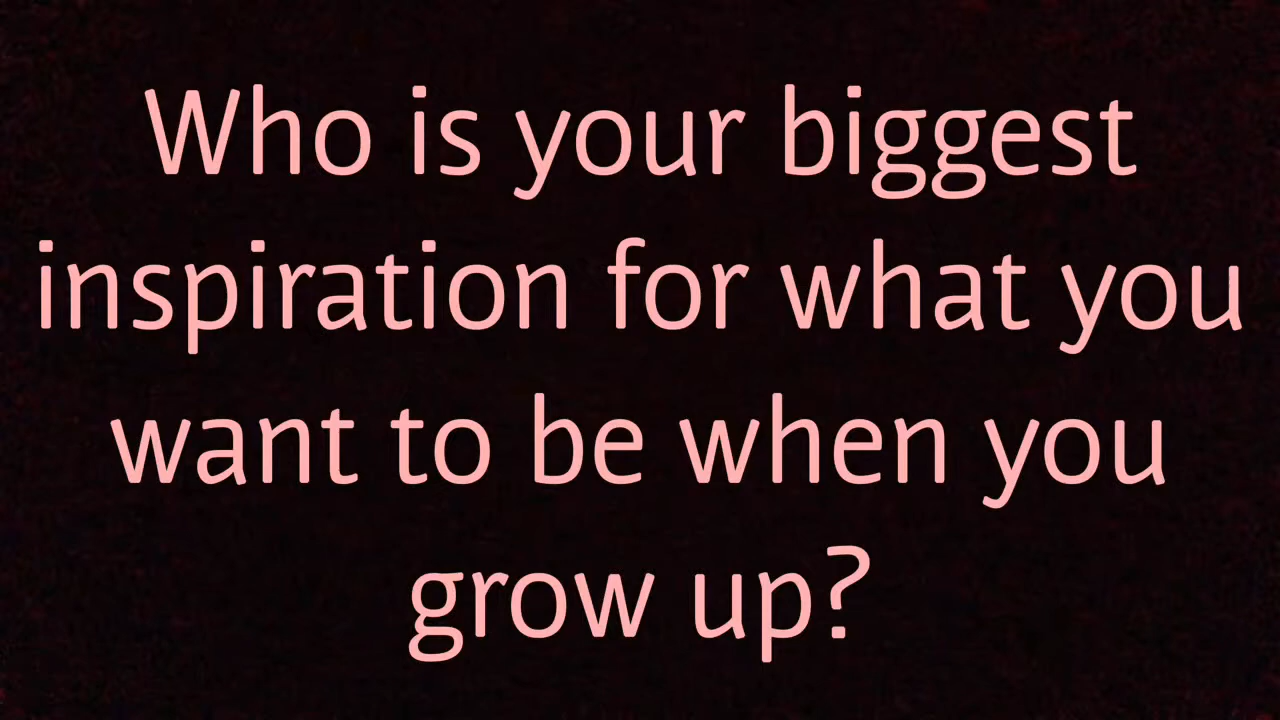 Who is your biggest
inspiration for what you
want to be when you
grow up?